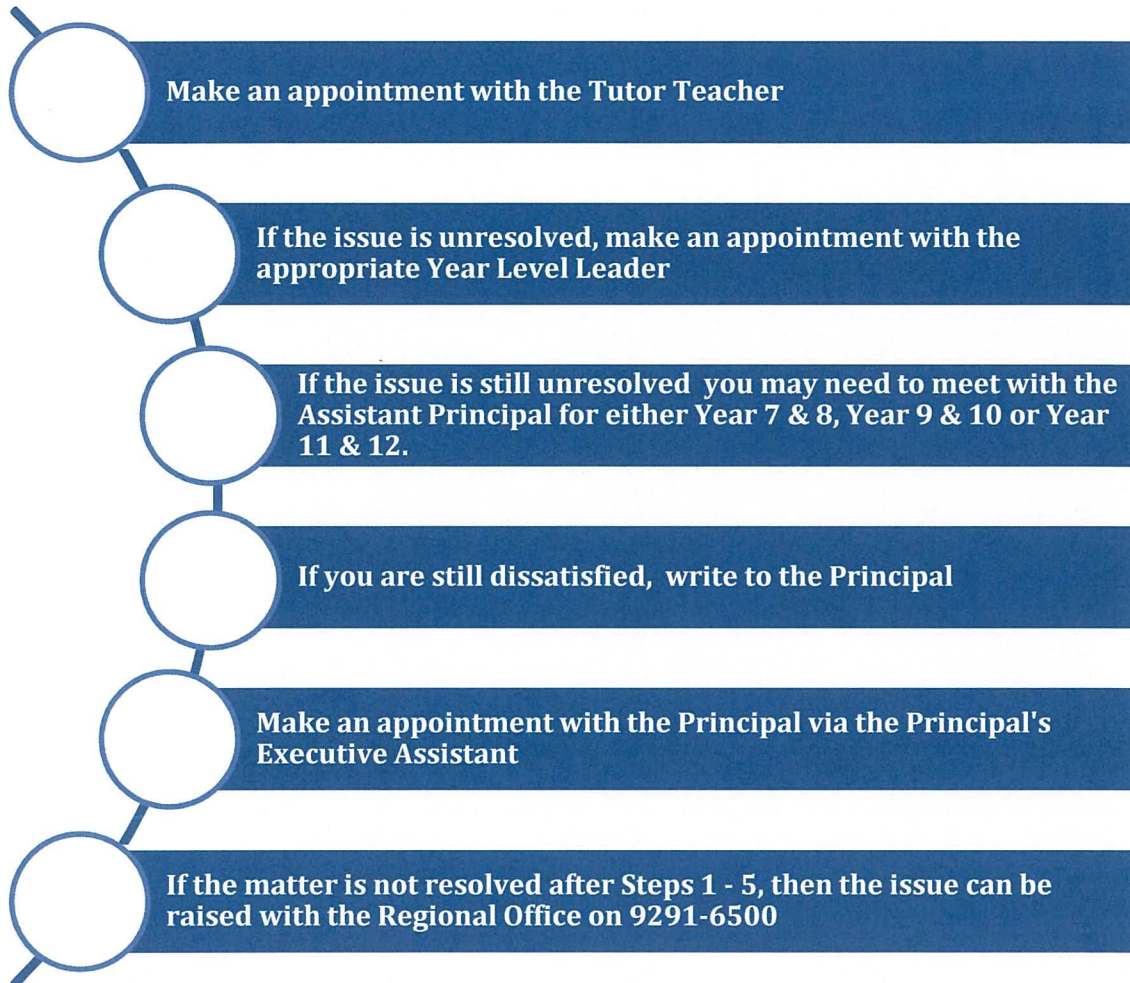 Make an appointment with the Tutor Teacher
If the issue is unresolved, make an appointment with the
appropriate Year Level Leader
If the issue is still unresolved  you may need to meet with the
Assistant Principal for either Year 7 & 8, Year 9 & 10 or Year
11 & 12.
If you are still dissatisfied,  write to the Principal
Make an appointment with the Principal via the Principal's
Executive Assistant
If the matter is not resolved after Steps 1 - 5, then the issue can be
raised with the Regional Office on 9291-6500